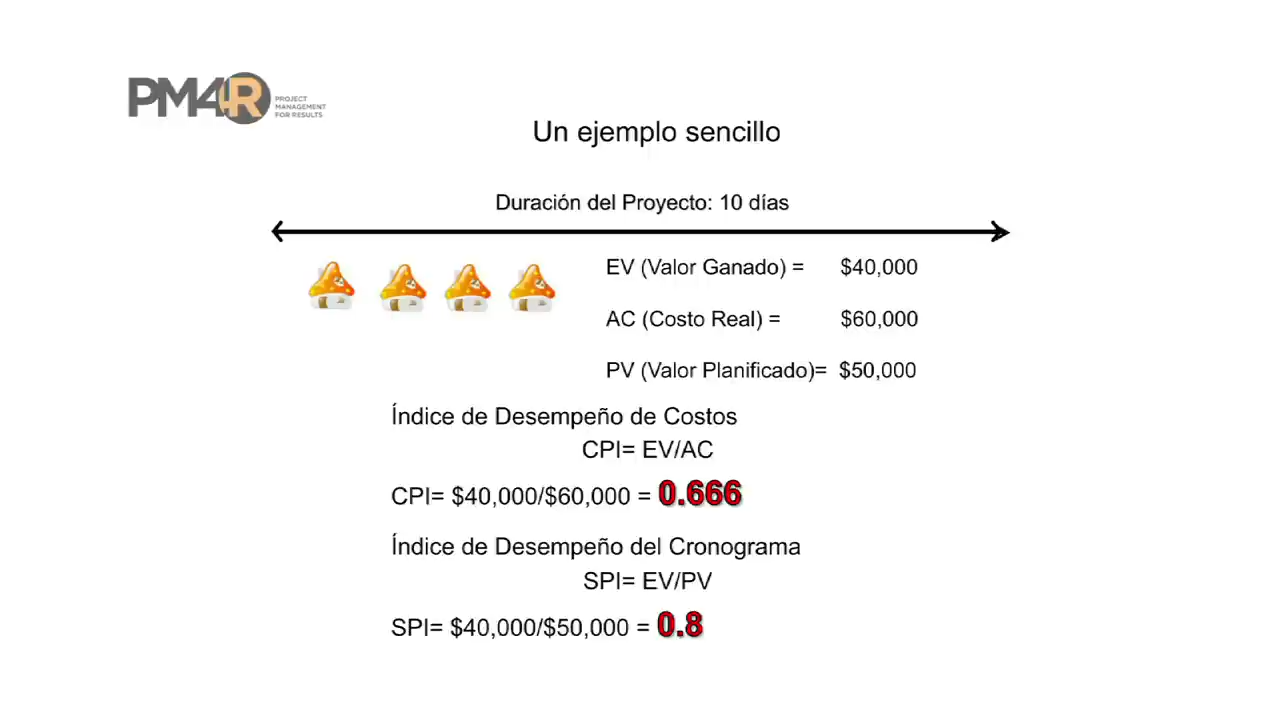 PM4R
PROJECT
MANAGEMENT
FOR RESULTS
Un ejemplo sencillo
Duración del Proyecto: 10 días
EV (Valor Ganado) = $40,000
AC (Costo Real) = $60,000
PV (Valor Planificado)= $50,000
Índice de Desempeño de Costos
CPI= EV/AC
CPI= $40,000/$60,000 = 0.666
Índice de Desempeño del Cronograma
SPI= EV/PV
SPI= $40,000/$50,000 = 0.8